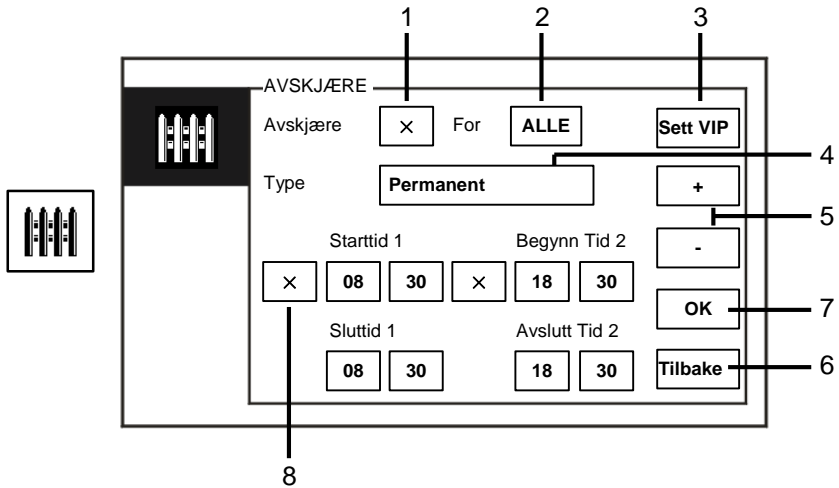 1 2 3
AVSKJÆRE
Avskjære × For ALLE Sett VIP
4
Type Permanent +
5
Starttid 1 Begynn Tid 2 -
× 08 30 × 18 30
OK 7
Sluttid 1 Avslutt Tid 2
08 30 18 30 Tilbake 6
8